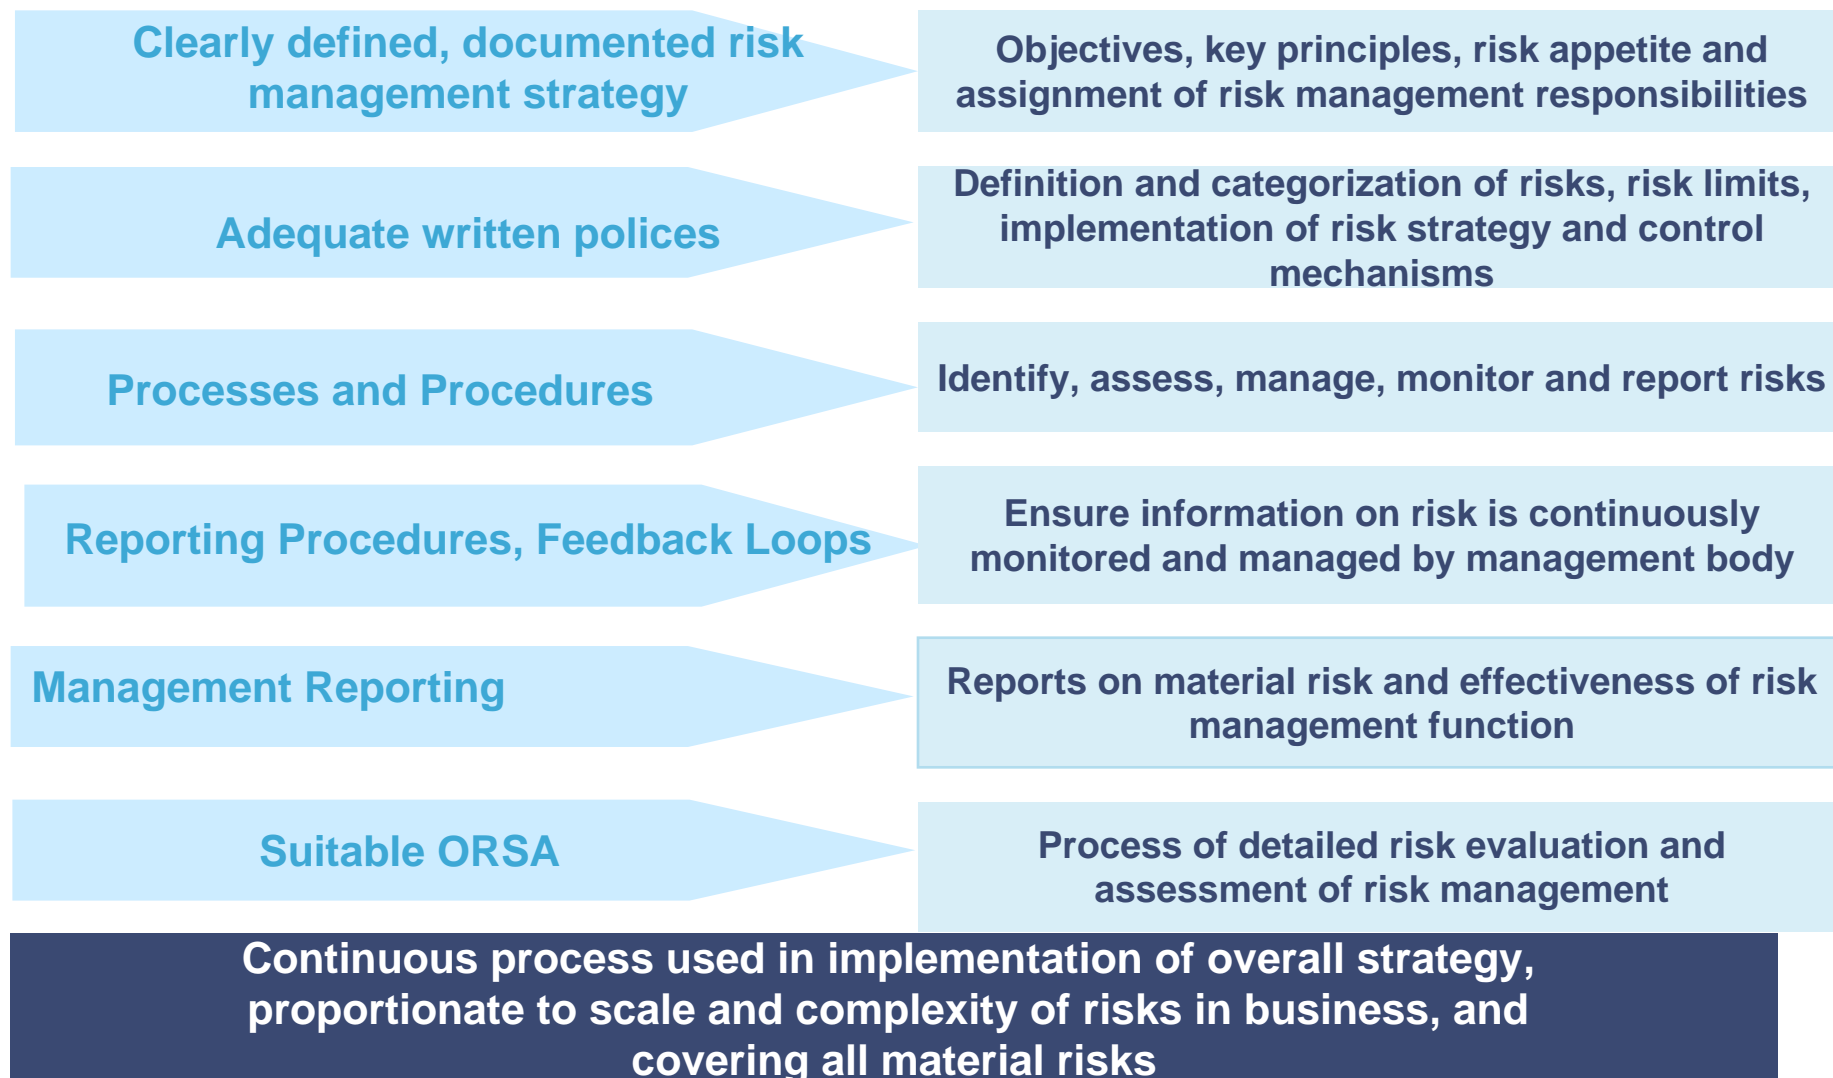 Clearly defined, documented risk
management strategy
Objectives, key principles, risk appetite and
assignment of risk management responsibilities
Adequate written polices
Definition and categorization of risks, risk limits,
implementation of risk strategy and control
mechanisms
Processes and Procedures
Identify, assess, manage, monitor and report risks
Reporting Procedures, Feedback Loops
Ensure information on risk is continuously
monitored and managed by management body
Management Reporting
Reports on material risk and effectiveness of risk
management function
Suitable ORSA
Process of detailed risk evaluation and
assessment of risk management
Continuous process used in implementation of overall strategy,
proportionate to scale and complexity of risks in business, and
covering all material risks